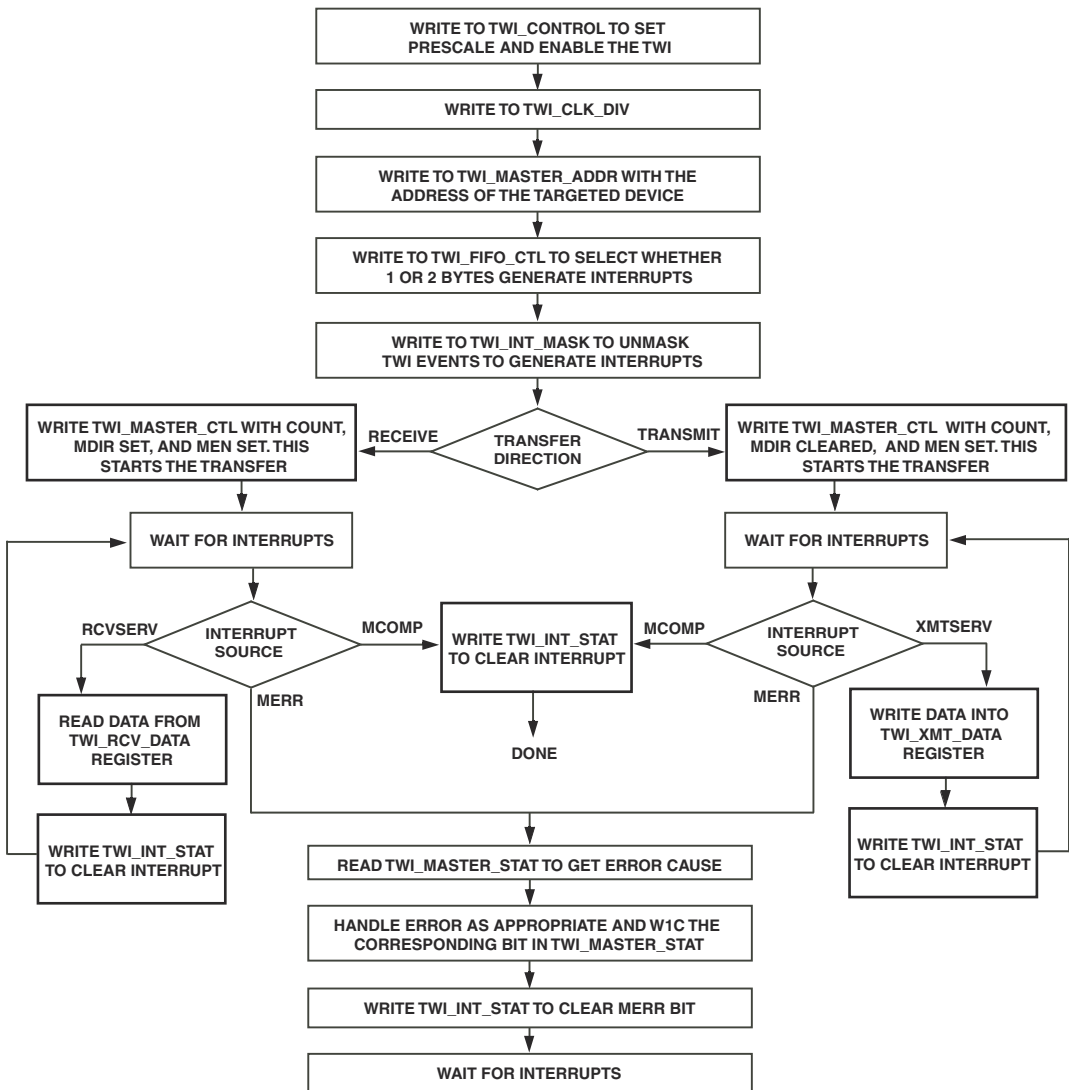 WRITE TO TWI_CONTROL TO SET
PRESCALE AND ENABLE THE TWI
WRITE TO TWI_CLK_DIV
WRITE TO TWI_MASTER_ADDR WITH THE
ADDRESS OF THE TARGETED DEVICE
WRITE TO TWI_FIFO_CTL TO SELECT WHETHER
1 OR 2 BYTES GENERATE INTERRUPTS
WRITE TO TWI_INT_MASK TO UNMASK
TWI EVENTS TO GENERATE INTERRUPTS
WRITE TWI_MASTER_CTL WITH COUNT,
MDIR SET, AND MEN SET. THIS
STARTS THE TRANSFER
RECEIVE
TRANSFER
DIRECTION
TRANSMIT
WRITE TWI_MASTER_CTL WITH COUNT,
MDIR CLEARED, AND MEN SET. THIS
STARTS THE TRANSFER
WAIT FOR INTERRUPTS
WAIT FOR INTERRUPTS
RCVSERV
INTERRUPT
SOURCE
MCOMP
MERR
WRITE TWI_INT_STAT
TO CLEAR INTERRUPT
MCOMP
INTERRUPT
SOURCE
XMTSERV
MERR
READ DATA FROM
TWI_RCV_DATA
REGISTER
DONE
WRITE DATA INTO
TWI_XMT_DATA
REGISTER
WRITE TWI_INT_STAT
TO CLEAR INTERRUPT
WRITE TWI_INT_STAT
TO CLEAR INTERRUPT
READ TWI_MASTER_STAT TO GET ERROR CAUSE
HANDLE ERROR AS APPROPRIATE AND W1C THE
CORRESPONDING BIT IN TWI_MASTER_STAT
WRITE TWI_INT_STAT TO CLEAR MERR BIT
WAIT FOR INTERRUPTS